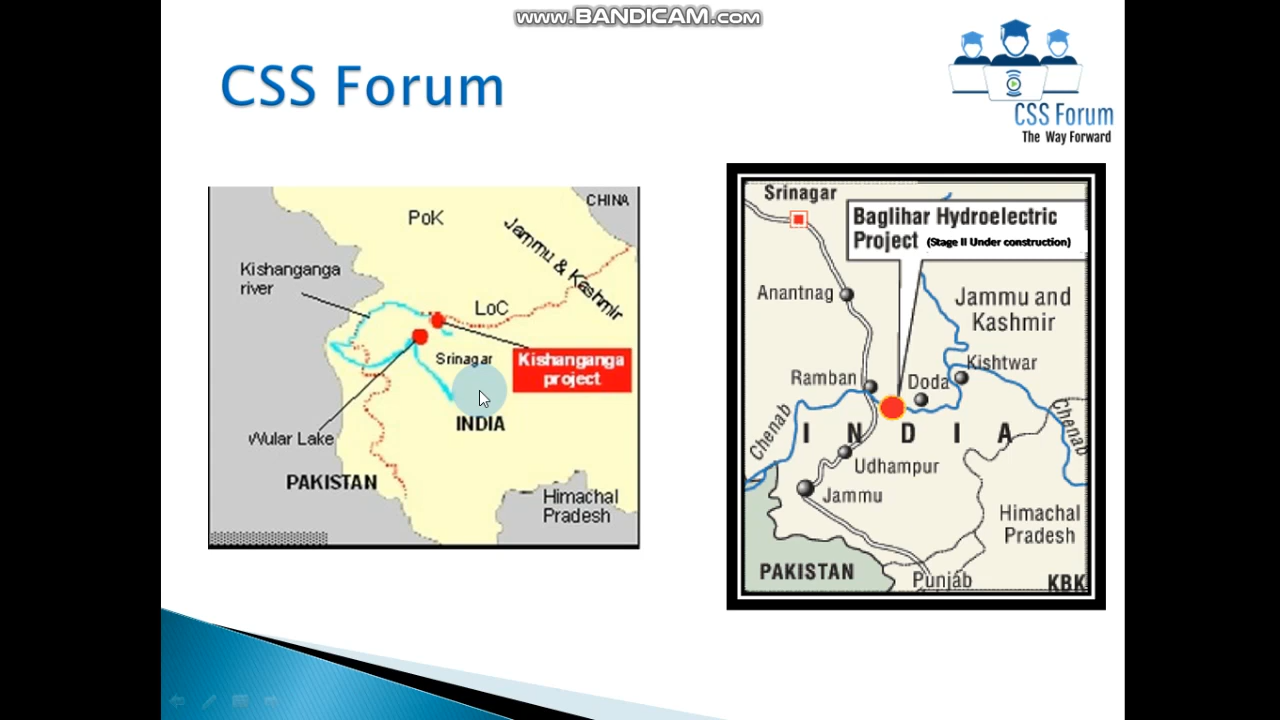 www.BANDICAM.com
CSS Forum
CSS Forum
The Way Forward
CHINA
PoK
Jammu & Kashmir
Kishanganga
river
LoC
Srinagar
Kishanganga
project
INDIA
Wular Lake
PAKISTAN
Himachal
Pradesh
Srinagar
Baglihar Hydroelectric
Project (Stage II Under construction)
Anantnag
Jammu and
Kashmir
Kishtwar
Ramban
Doda
Chenab
Chenab
I N D I A
Udhampur
Jammu
Himachal
Pradesh
PAKISTAN
Punjab
KBK